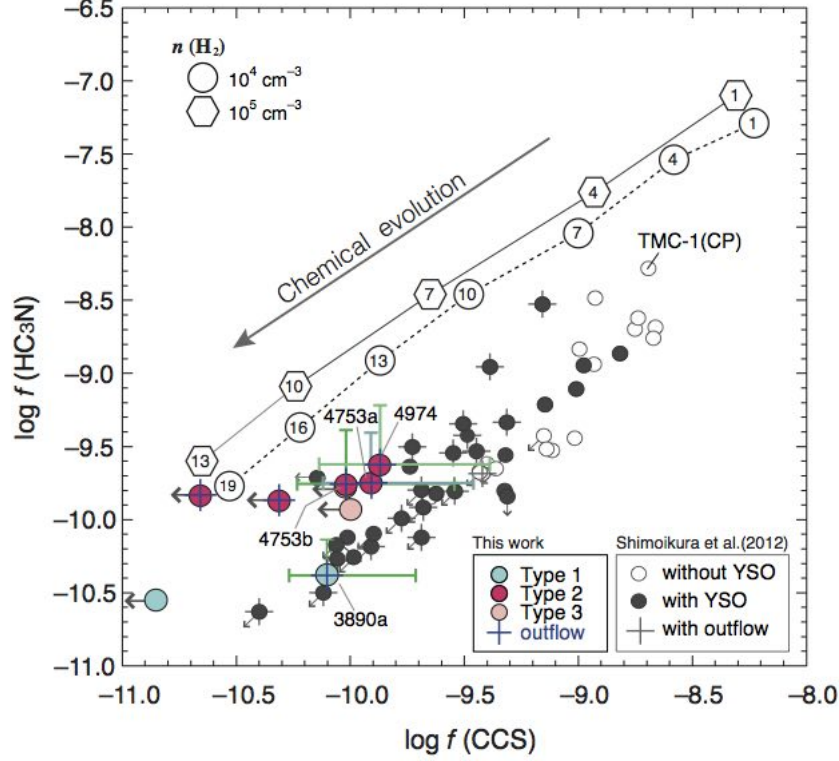 −6.5
n (H₂)
10⁴ cm⁻³
10⁵ cm⁻³
−7.0
1
1
4
−7.5
4
−8.0
7
Chemical evolution
TMC-1(CP)
7
10
−8.5
13
−9.0
10
16
4753a
4974
−9.5
13
19
4753b
−10.0
−10.5
3890a
This work
Type 1
Type 2
Type 3
outflow
Shimoikura et al.(2012)
without YSO
with YSO
with outflow
−11.0
log f (HC₃N)
−11.0 −10.5 −10.0 −9.5 −9.0 −8.5 −8.0
log f (CCS)